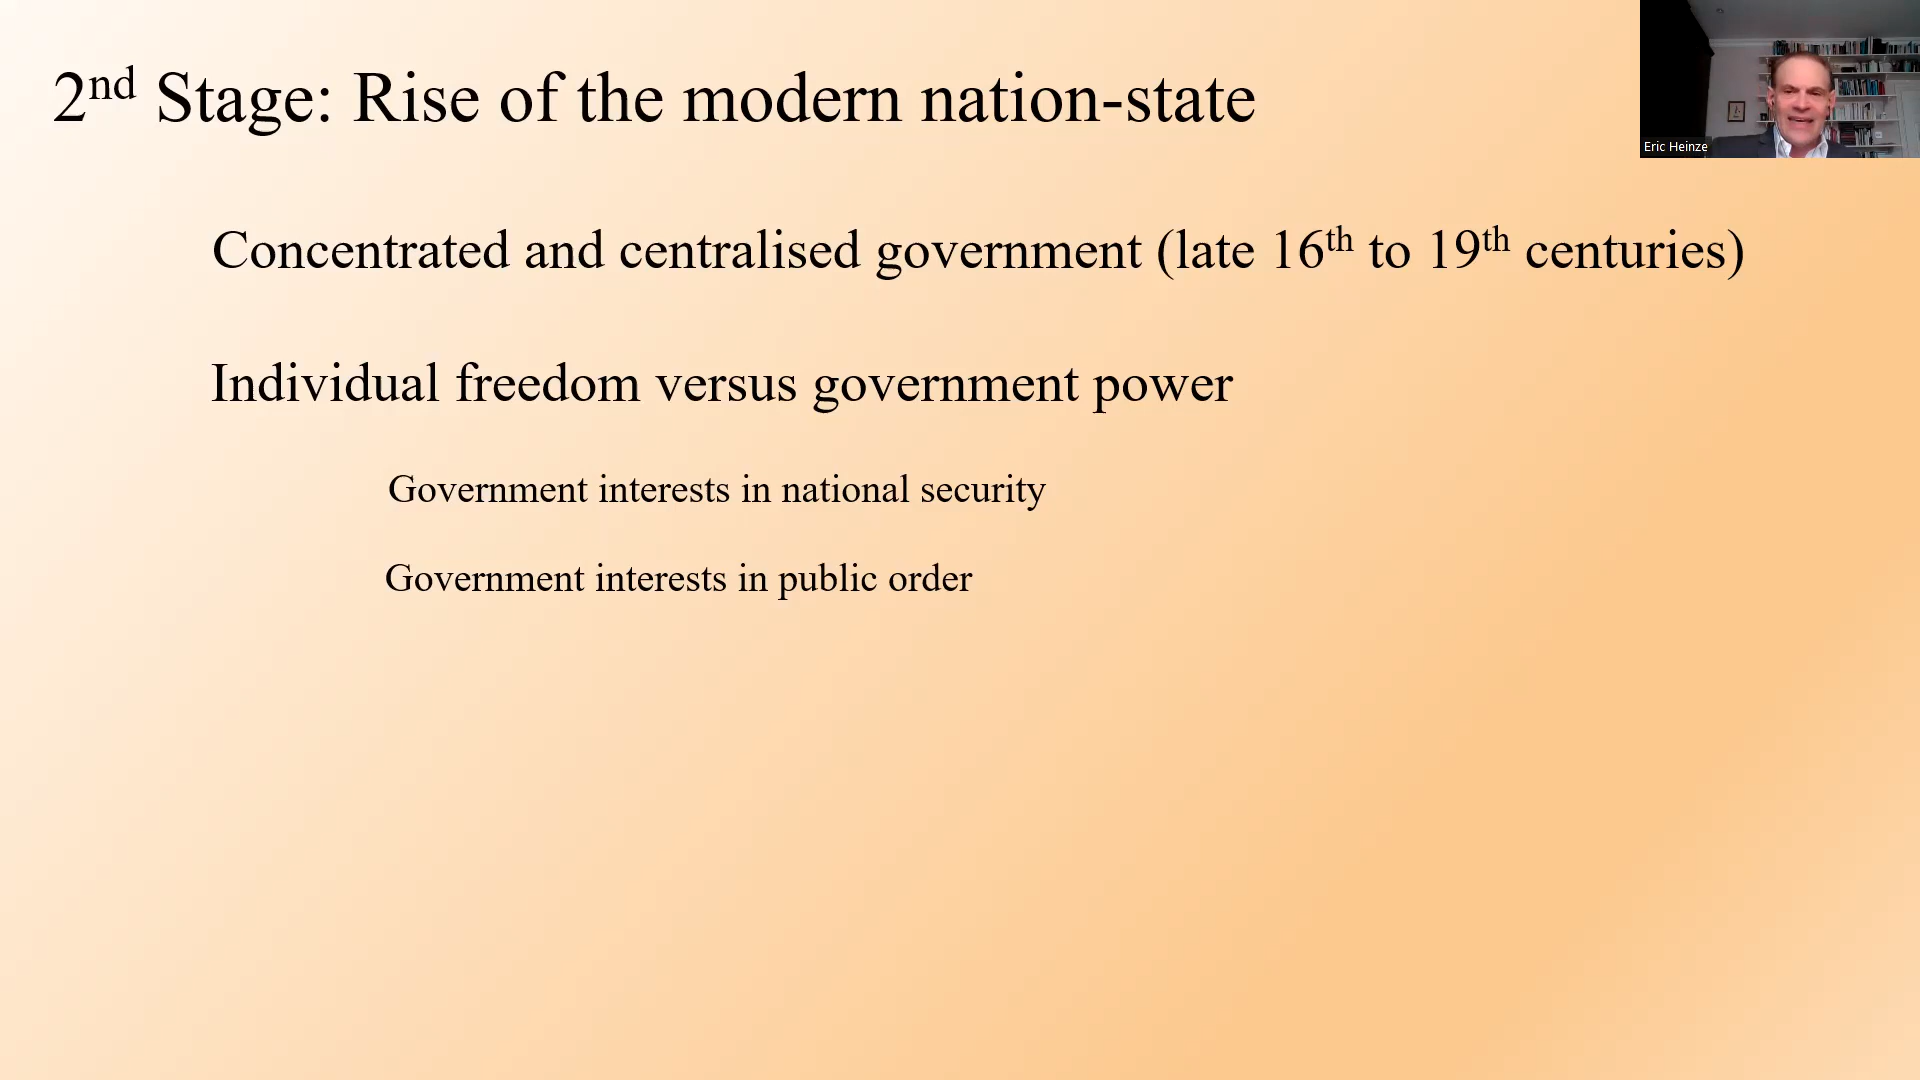 2nd Stage: Rise of the modern nation-state
Eric Heinze
Concentrated and centralised government (late 16th to 19th centuries)
Individual freedom versus government power
Government interests in national security
Government interests in public order